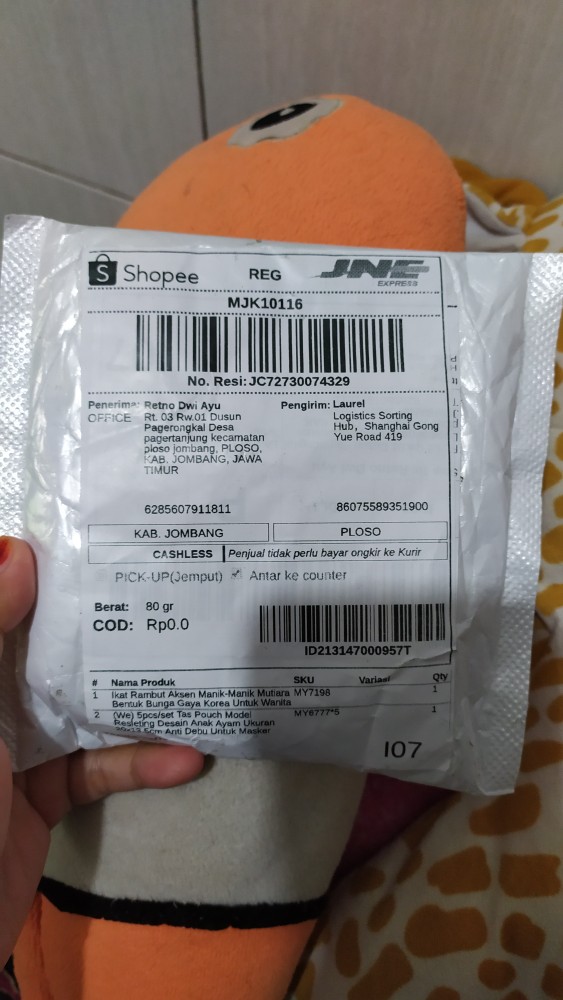 Shopee
REG
JNE
EXPRESS
MJK10116
No. Resi: JC72730074329
Penerima: Retno Dwi Ayu
OFFICE Rt. 03 Rw.01 Dusun
Pagerongkal Desa
pagertanjung kecamatan
ploso jombang, PLOSO,
KAB. JOMBANG, JAWA
TIMUR
6285607911811
Pengirim: Laurel
Logistics Sorting
Hub, Shanghai Gong
Yue Road 419
86075589351900
KAB. JOMBANG PLOSO
CASHLESS Penjual tidak perlu bayar ongkir ke Kurir
PICK-UP(Jemput) Antar ke counter
Berat: 80 gr
COD: Rp0.0
ID213147000957T
# Nama Produk SKU Variasi Qty
1 Ikat Rambut Aksen Manik-Manik Mutiara MY7198 1
Bentuk Bunga Gaya Korea Untuk Wanita
2 (We) 5pcs/set Tas Pouch Model MY6777*5 1
Resleting Desain Anak Ayam Ukuran
Anti Debu Untuk Masker
107